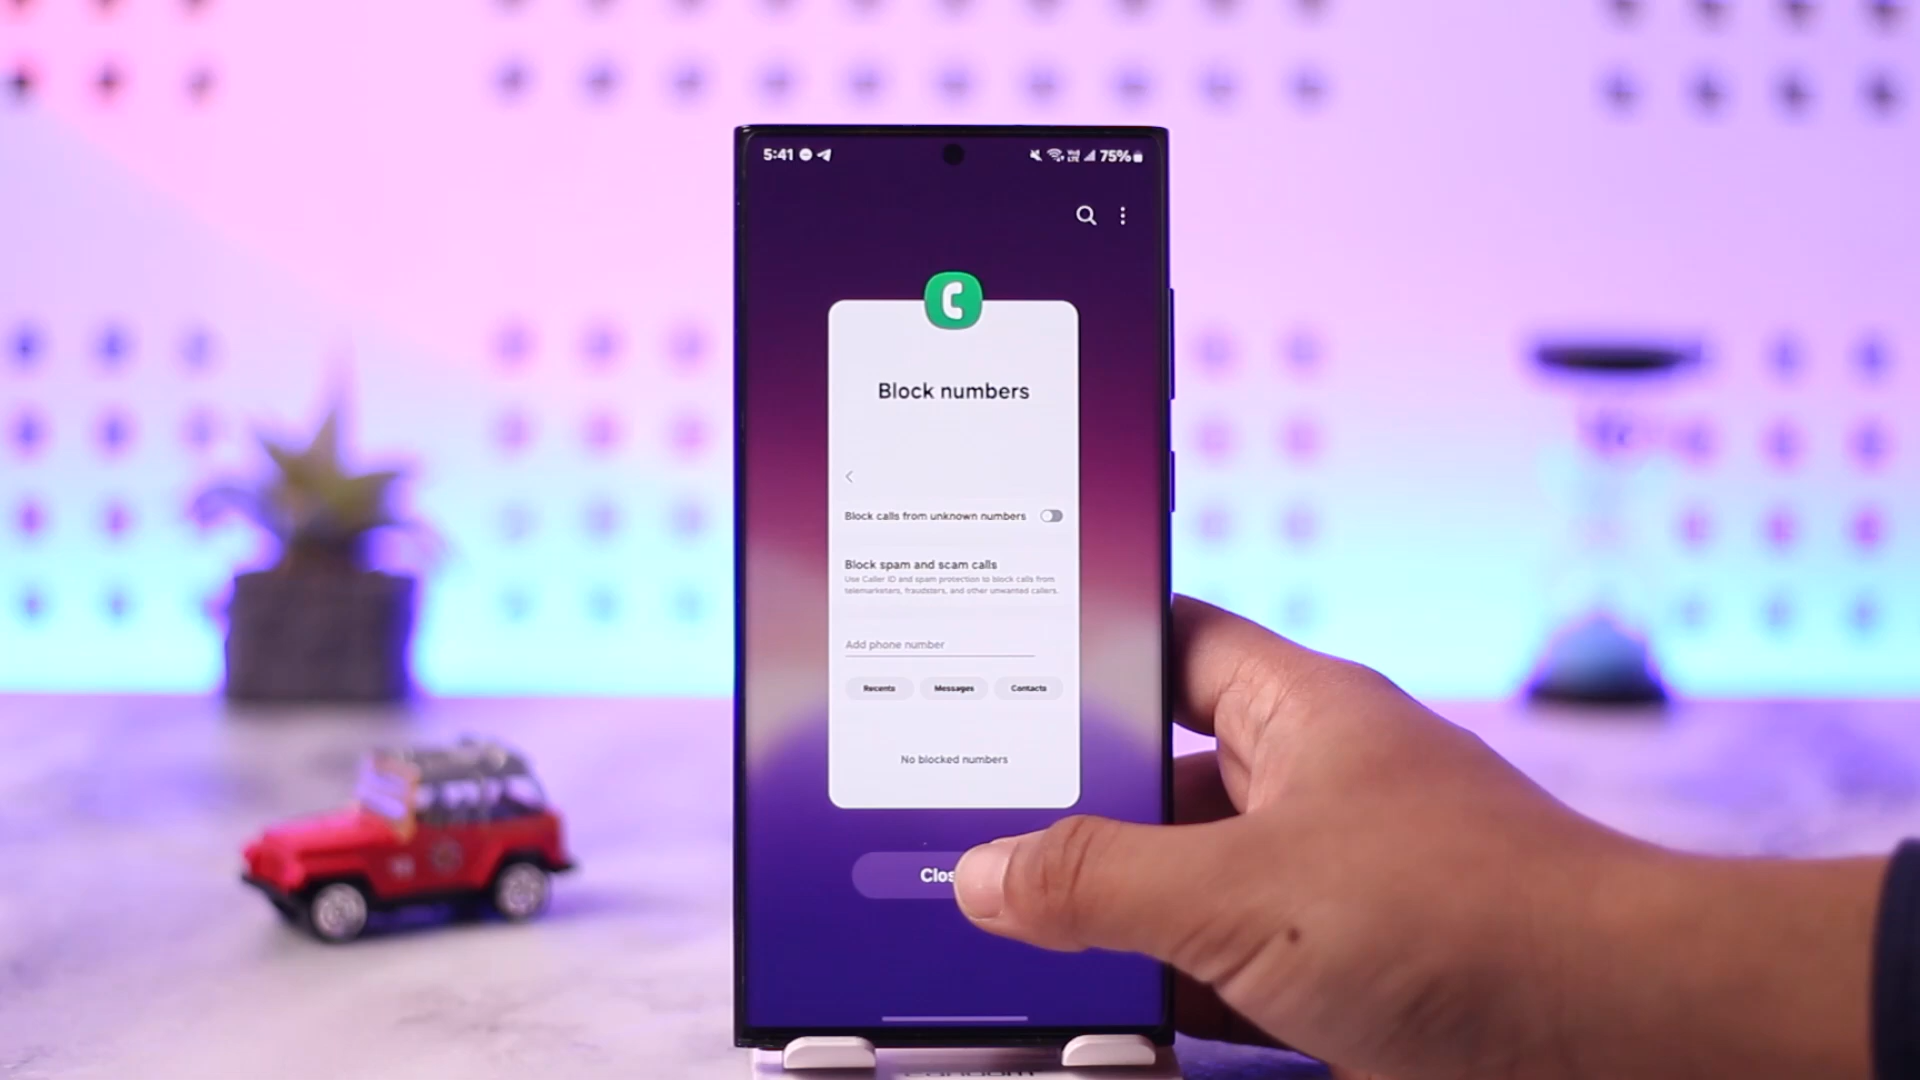 5:41
75%
Block numbers
Block calls from unknown numbers
Block spam and scam calls
Use Caller ID and spam protection to block calls from
telemarketers, fraudsters, and other unwanted callers.
Add phone number
Recents
Messages
Contacts
No blocked numbers
Clos